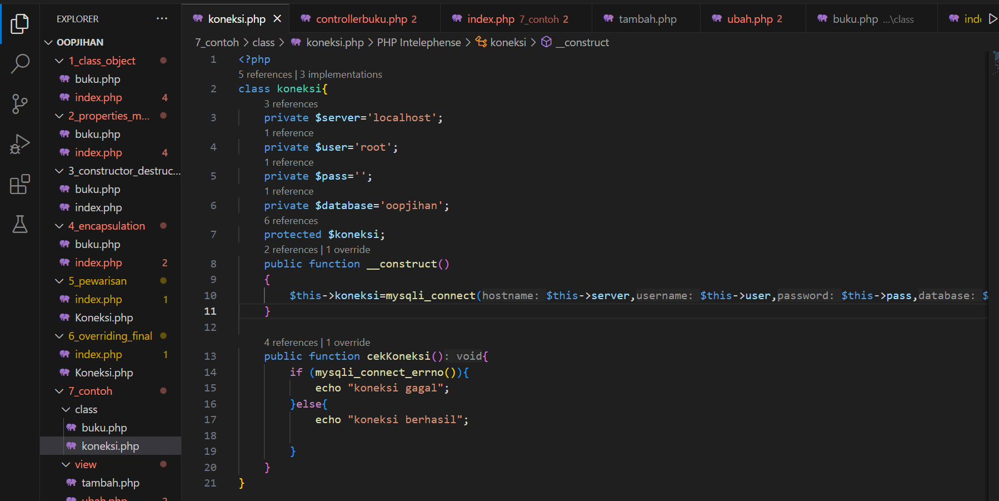 EXPLORER ...
OOPJIHAN
1_class_object
buku.php
index.php 4
2_properties_m...
buku.php
index.php 4
3_constructor_destruc...
buku.php
index.php
4_encapsulation
buku.php
index.php 2
5_pewarisan
index.php 1
Koneksi.php
6_overriding_final
index.php 1
Koneksi.php
7_contoh
class
buku.php
koneksi.php
view
tambah.php
ubah.php 2
koneksi.php controllerbuku.php 2 index.php 7_contoh 2 tambah.php ubah.php 2 buku.php ...\class inde
7_contoh > class > koneksi.php > PHP Intelephense > koneksi > __construct
1 <?php
5 references | 3 implementations
2 class koneksi{
3 references
3 private $server='localhost';
1 reference
4 private $user='root';
1 reference
5 private $pass='';
1 reference
6 private $database='oopjihan';
6 references
7 protected $koneksi;
2 references | 1 override
8 public function __construct()
9 {
10 $this->koneksi=mysqli_connect(hostname: $this->server,username: $this->user,password: $this->pass,database: $
11 }
12
4 references | 1 override
13 public function cekKoneksi(): void{
14 if (mysqli_connect_errno()){
15 echo "koneksi gagal";
16 }else{
17 echo "koneksi berhasil";
18
19 }
20 }
21 }